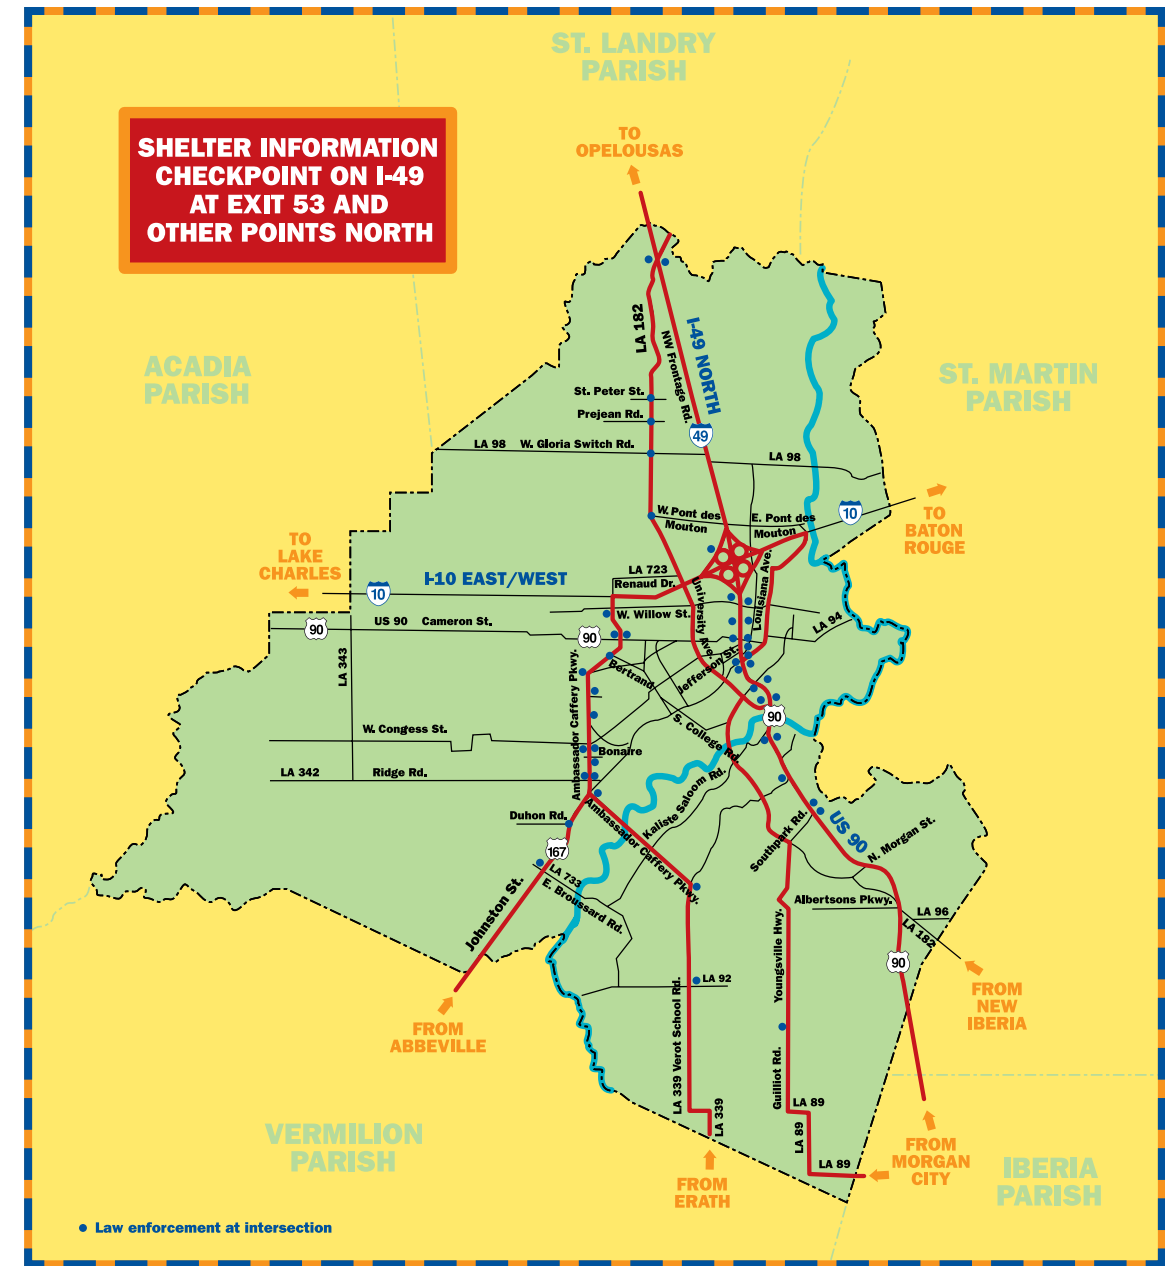 ST. LANDRY
PARISH
TO
OPELOUSAS
SHELTER INFORMATION
CHECKPOINT ON I-49
AT EXIT 53 AND
OTHER POINTS NORTH
LA 182
I-49 NORTH
NW Frontage Rd.
ACADIA
PARISH
ST. MARTIN
PARISH
St. Peter St.
Prejean Rd.
49
LA 98
W. Gloria Switch Rd.
LA 98
W. Pont des
Mouton
E. Pont des
Mouton
10
TO
BATON
ROUGE
TO
LAKE
CHARLES
10
I-10 EAST/WEST
LA 723
Renaud Dr.
University Ave.
Louisiana Ave.
90
US 90
Cameron St.
90
W. Willow St.
LA 94
LA 343
Bertrand
Jefferson St.
Ambassador Caffery Pkwy.
S. College Rd.
90
W. Congess St.
Bonaire
LA 342
Ridge Rd.
Kaliste Saloom Rd.
Duhon Rd.
Ambassador Caffery Pkwy.
Southpark Rd.
US 90
N. Morgan St.
167
LA 733
E. Broussard Rd.
Johnston St.
Albertsons Pkwy.
LA 96
LA 182
Youngsville Hwy.
90
LA 92
FROM
NEW
IBERIA
FROM
ABBEVILLE
LA 339 Verot School Rd.
Guilliot Rd.
LA 339
LA 89
LA 89
LA 89
VERMILION
PARISH
FROM
ERATH
FROM
MORGAN
CITY
IBERIA
PARISH
Law enforcement at intersection